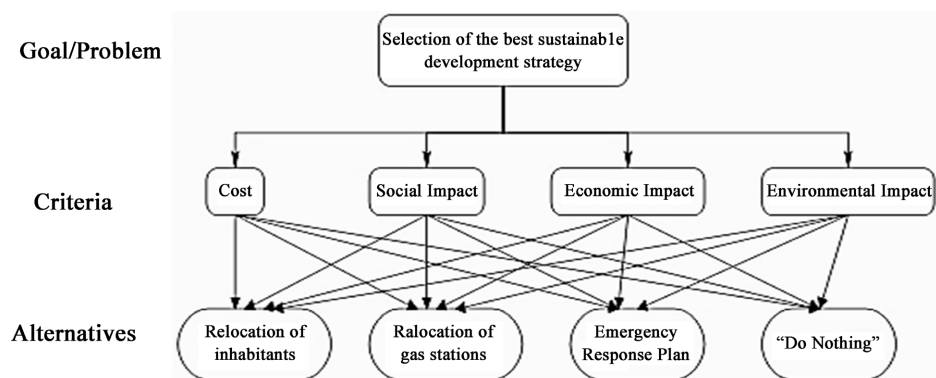 Goal/Problem
Selection of the best sustainab1e
development strategy
Criteria
Cost
Social Impact
Economic Impact
Environmental Impact
Alternatives
Relocation of
inhabitants
Ralocation of
gas stations
Emergency
Response Plan
“Do Nothing”